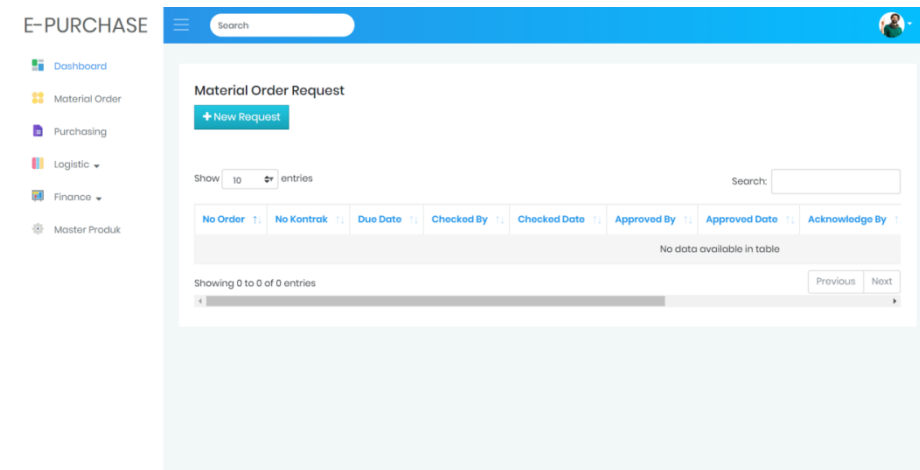 E-PURCHASE
Search
Dashboard
Material Order
Purchasing
Logistic
Finance
Master Produk
Material Order Request
+ New Request
Show 10 entries
Search:
No Order No Kontrak Due Date Checked By Checked Date Approved By Approved Date Acknowledge By
No data available in table
Showing 0 to 0 of 0 entries
Previous Next